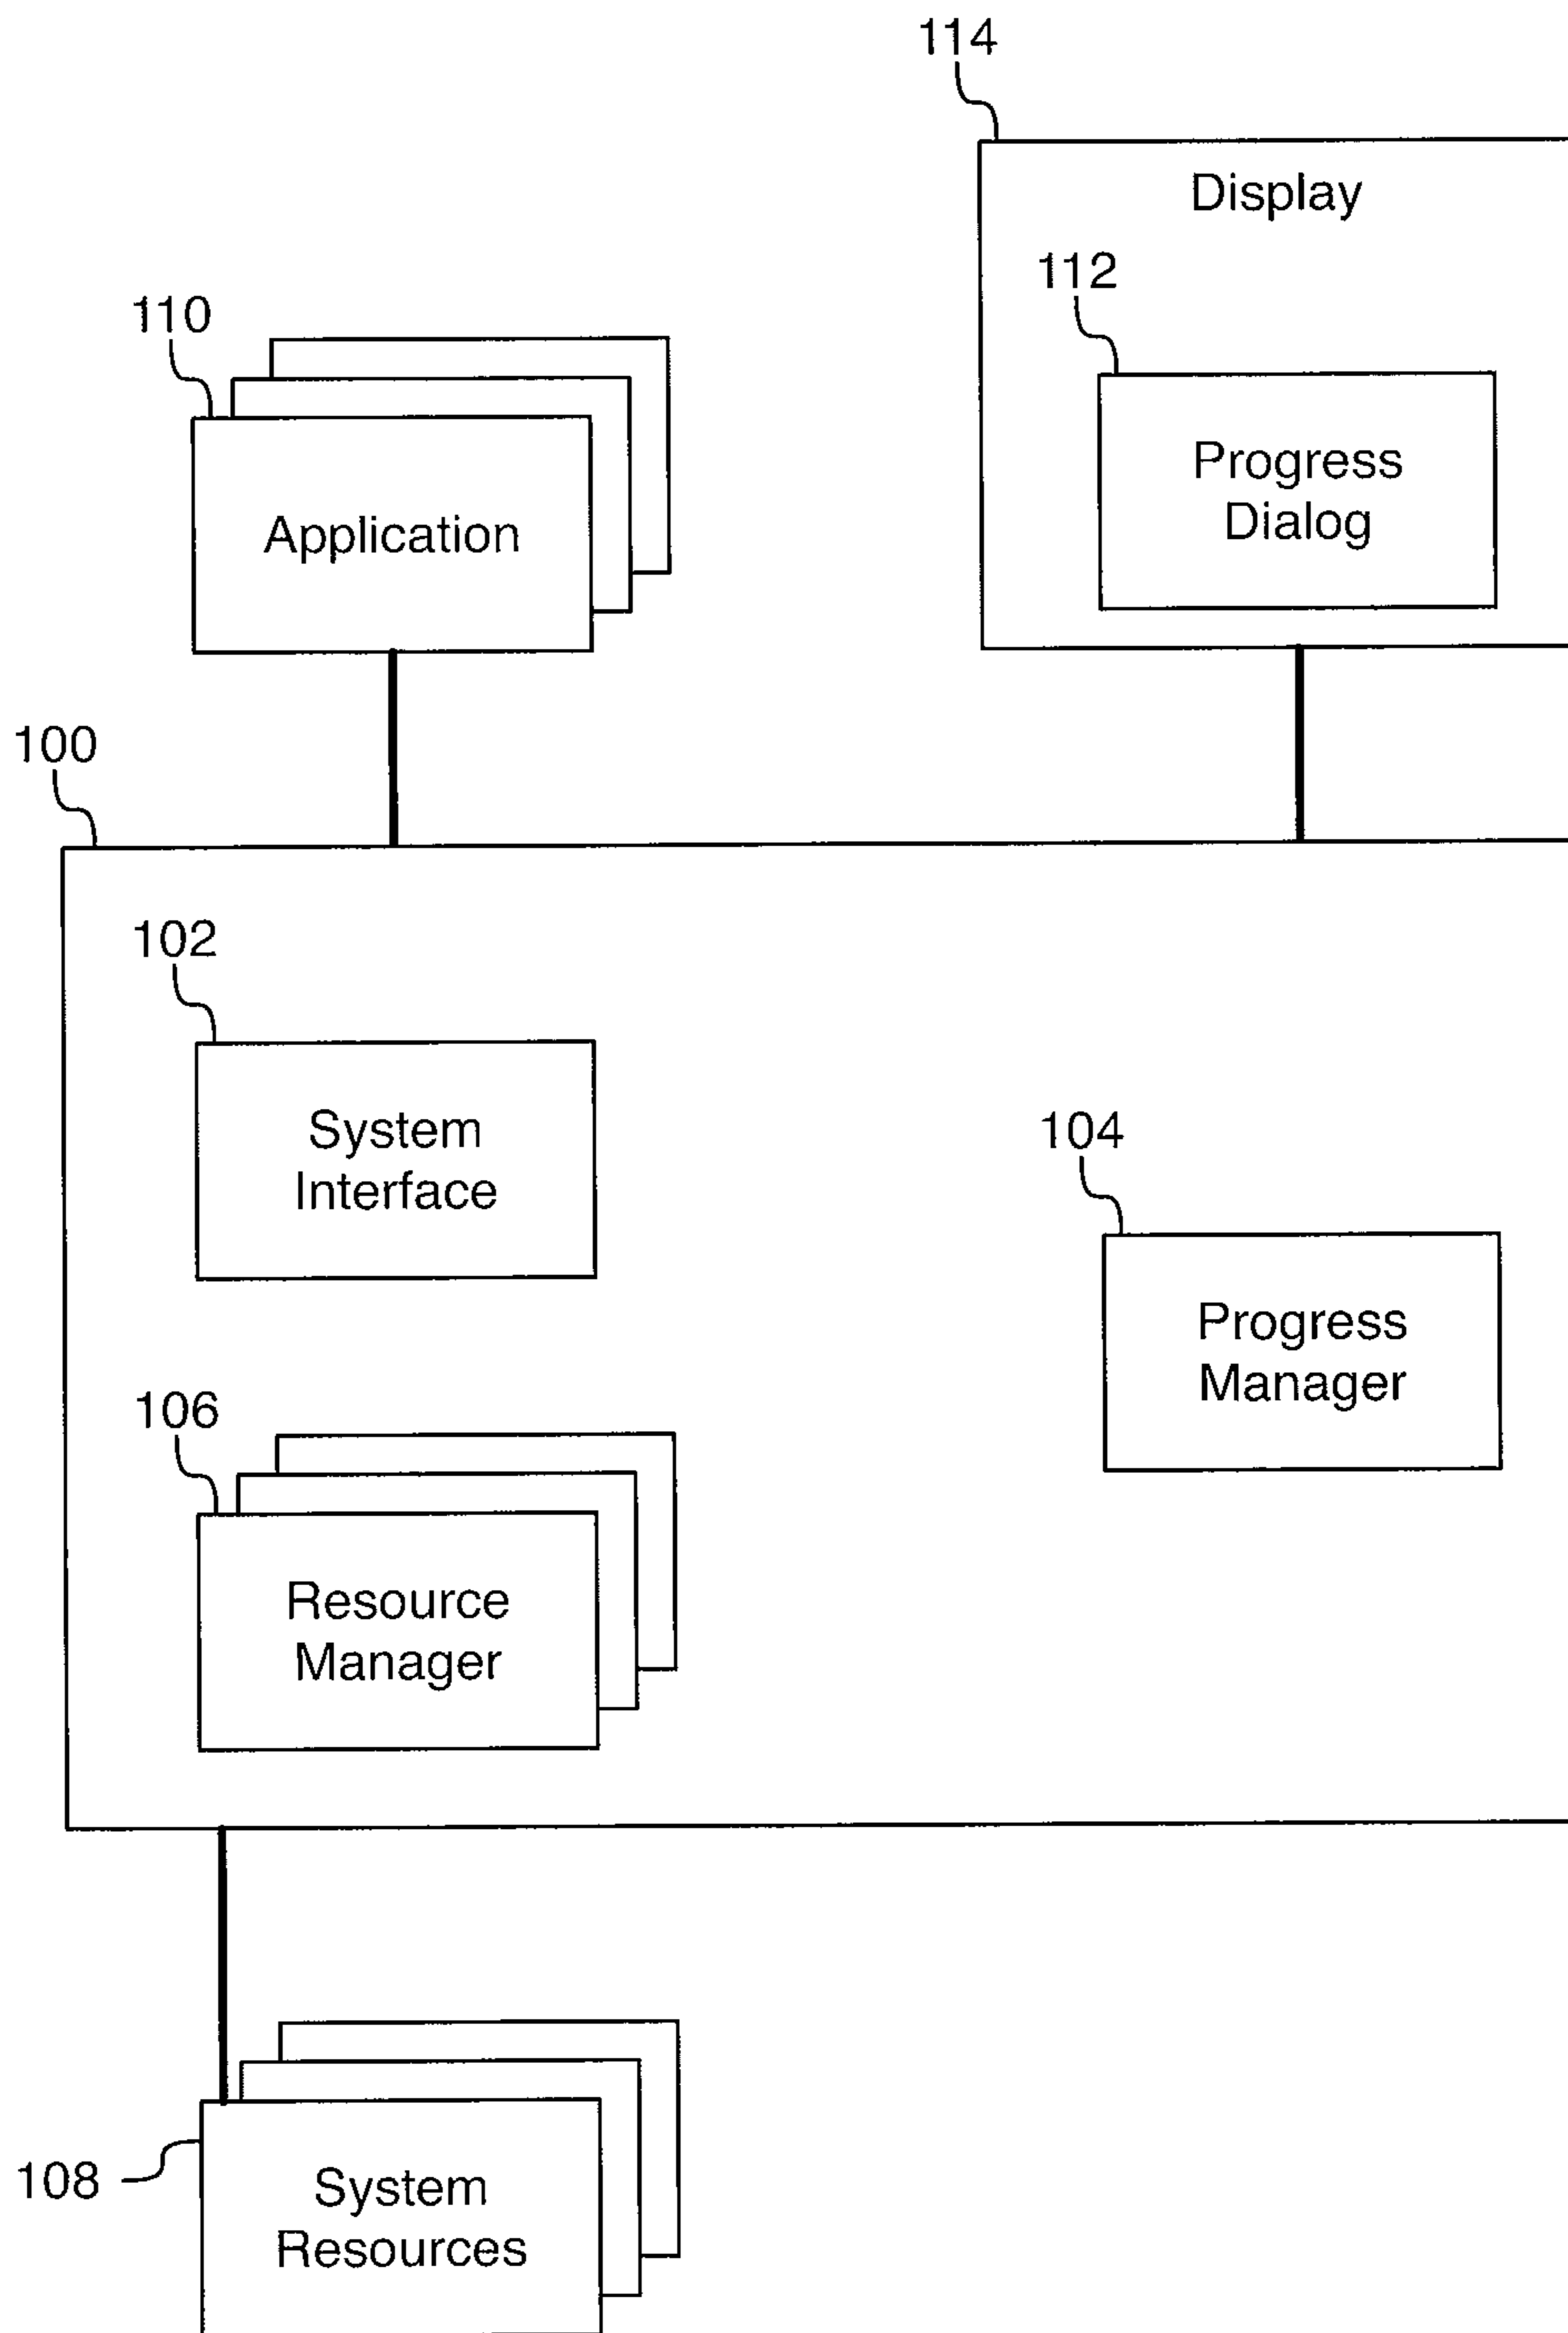 114
Display
112
Progress
Dialog
110
Application
100
102
System
Interface
104
Progress
Manager
106
Resource
Manager
108
System
Resources